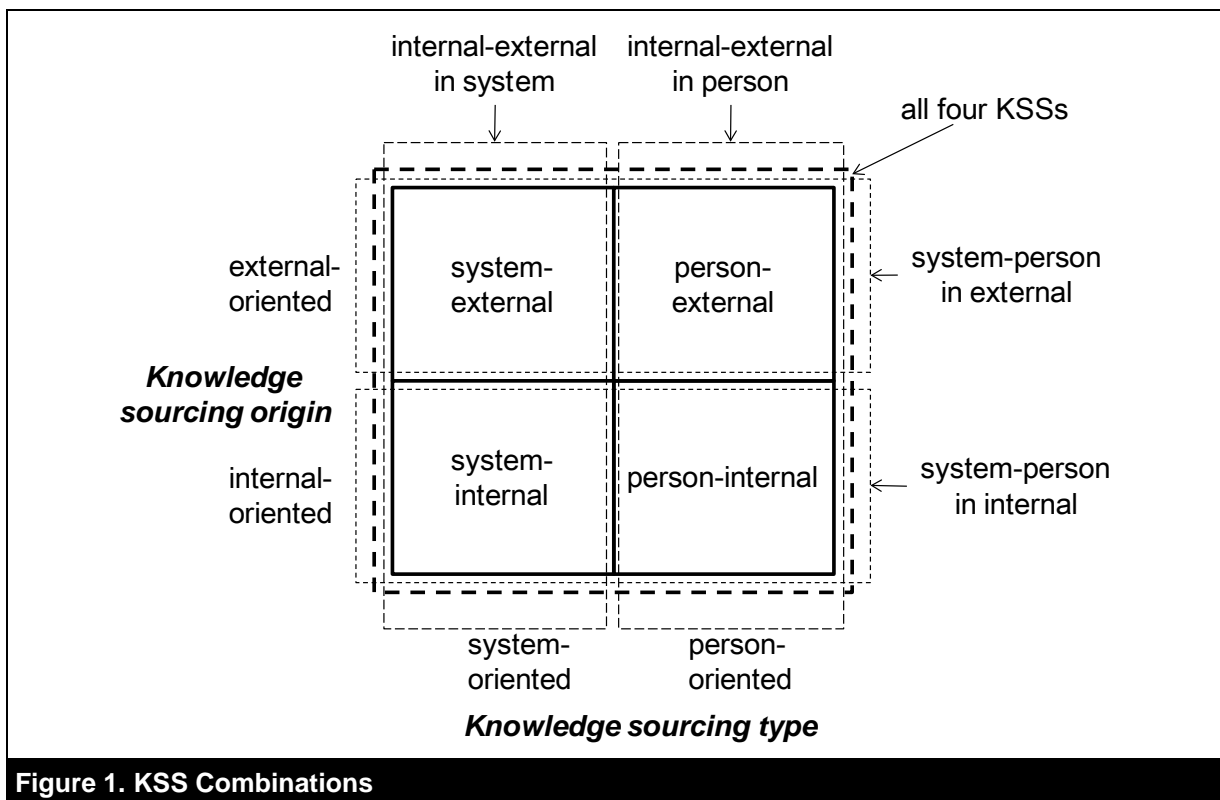 internal-external
in system
internal-external
in person
all four KSSs
external-
oriented
system-
external
person-
external
system-person
in external
Knowledge
sourcing origin
internal-
oriented
system-
internal
person-internal
system-person
in internal
system-
oriented
person-
oriented
Knowledge sourcing type
Figure 1. KSS Combinations